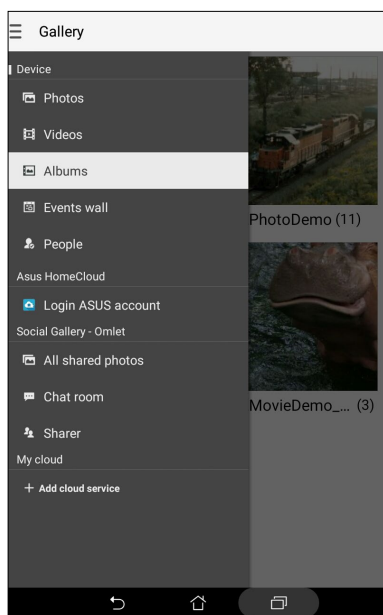 Gallery
Device
Photos
Videos
Albums
Events wall
People
Asus HomeCloud
Login ASUS account
Social Gallery - Omlet
All shared photos
Chat room
Sharer
My cloud
+ Add cloud service
PhotoDemo (11)
MovieDemo_... (3)